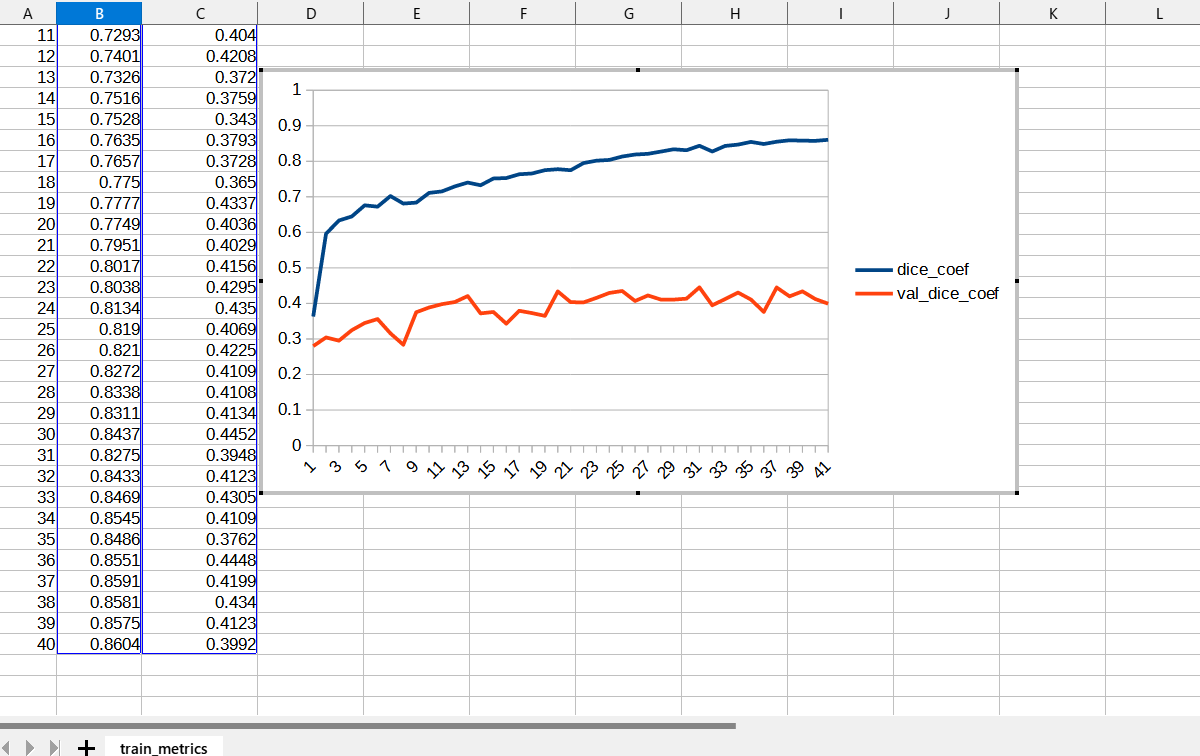 A B C D E F G H I J K L
11 0.7293 0.404
12 0.7401 0.4208
13 0.7326 0.372
14 0.7516 0.3759
15 0.7528 0.343
16 0.7635 0.3793
17 0.7657 0.3728
18 0.775 0.365
19 0.7777 0.4337
20 0.7749 0.4036
21 0.7951 0.4029
22 0.8017 0.4156
23 0.8038 0.4295
24 0.8134 0.435
25 0.819 0.4069
26 0.821 0.4225
27 0.8272 0.4109
28 0.8338 0.4108
29 0.8311 0.4134
30 0.8437 0.4452
31 0.8275 0.3948
32 0.8433 0.4123
33 0.8469 0.4305
34 0.8545 0.4109
35 0.8486 0.3762
36 0.8551 0.4448
37 0.8591 0.4199
38 0.8581 0.434
39 0.8575 0.4123
40 0.8604 0.3992
1
0.9
0.8
0.7
0.6
0.5
0.4
0.3
0.2
0.1
0
1 3 5 7 9 11 13 15 17 19 21 23 25 27 29 31 33 35 37 39 41
dice_coef
val_dice_coef
train_metrics